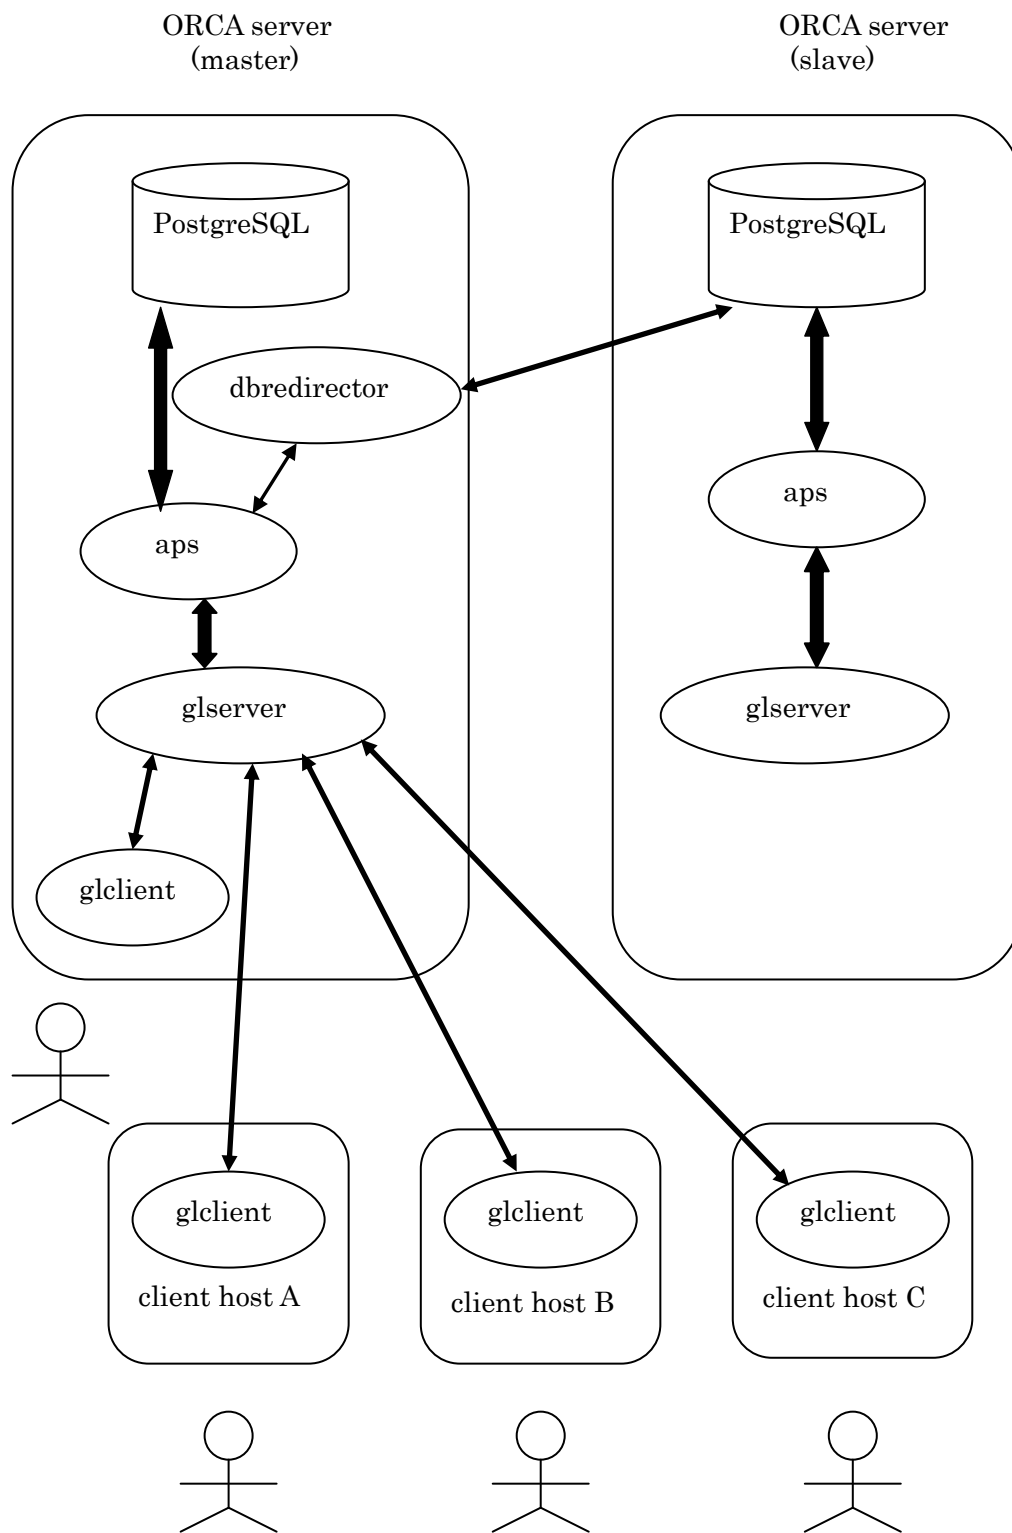 ORCA server
(master)
ORCA server
(slave)
PostgreSQL
PostgreSQL
dbredirector
aps
aps
glserver
glserver
glclient
glclient
glclient
glclient
client host A
client host B
client host C